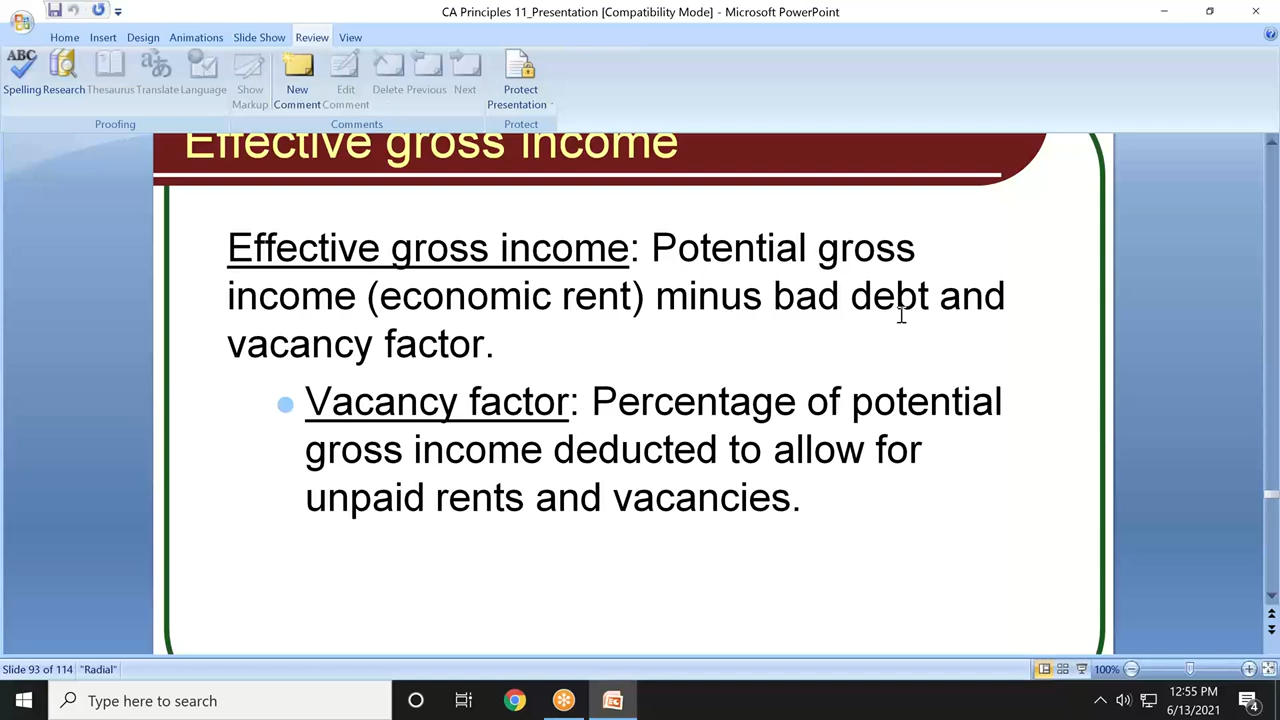 CA Principles 11_Presentation [Compatibility Mode] - Microsoft PowerPoint
Home Insert Design Animations Slide Show Review View
ABC
Spelling Research Thesaurus Translate Language Show Markup New Comment Edit Comment Delete Previous Next Protect Presentation
Proofing Comments Protect
Effective gross income
Effective gross income: Potential gross
income (economic rent) minus bad debt and
vacancy factor.
Vacancy factor: Percentage of potential
gross income deducted to allow for
unpaid rents and vacancies.
Slide 93 of 114 "Radial" 100%
Type here to search
12:55 PM
6/13/2021
4